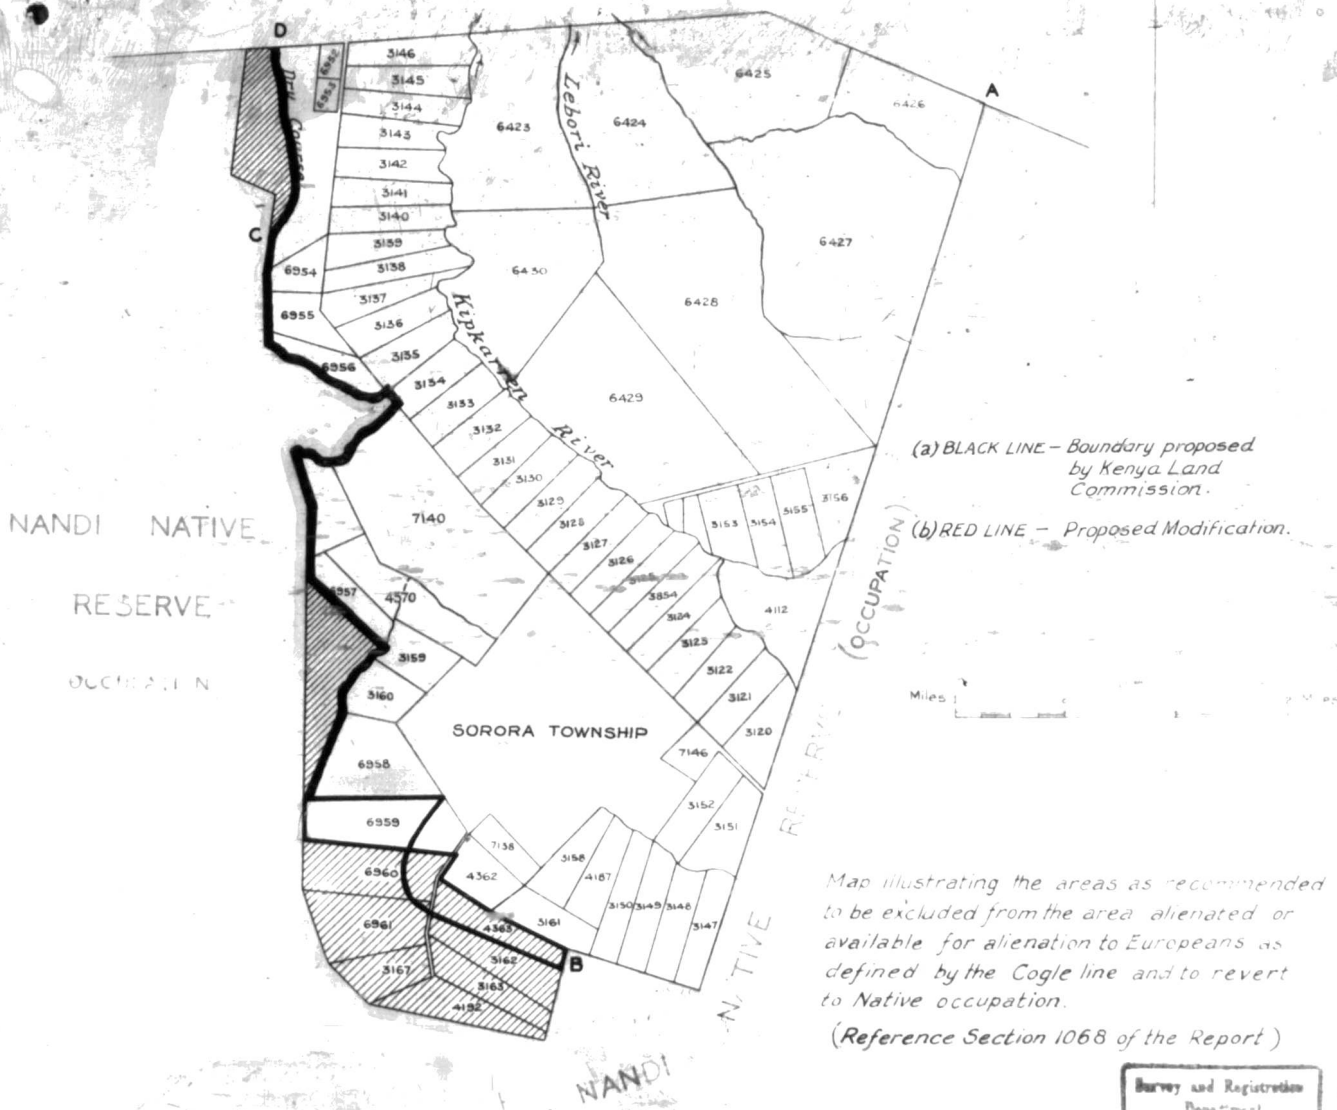 D
A
C
B
Dry Course
6952
6953
3146
3145
3144
3143
3142
3141
3140
3139
3138
3137
3136
3135
3134
3133
3132
3131
3130
3129
3128
3127
3126
3854
3124
3123
3122
3121
3120
6423
6424
6425
6426
6427
6428
6429
6430
Lebori River
Kipkarren River
6954
6955
6956
7140
6957
4570
3159
3160
6958
6959
6960
6961
3167
4363
3162
3163
4192
SORORA TOWNSHIP
7146
3152
3151
7138
4362
3158
4187
3161
3150
3149
3148
3147
3153
3154
3155
3156
4112
(a) BLACK LINE – Boundary proposed
by Kenya Land
Commission.
(b) RED LINE – Proposed Modification.
NANDI NATIVE
RESERVE
(OCCUPATION)
Miles
NATIVE
NANDI
Map illustrating the areas as recommended
to be excluded from the area alienated or
available for alienation to Europeans as
defined by the Cogle line and to revert
to Native occupation.
(Reference Section 1068 of the Report)
Survey and Registration